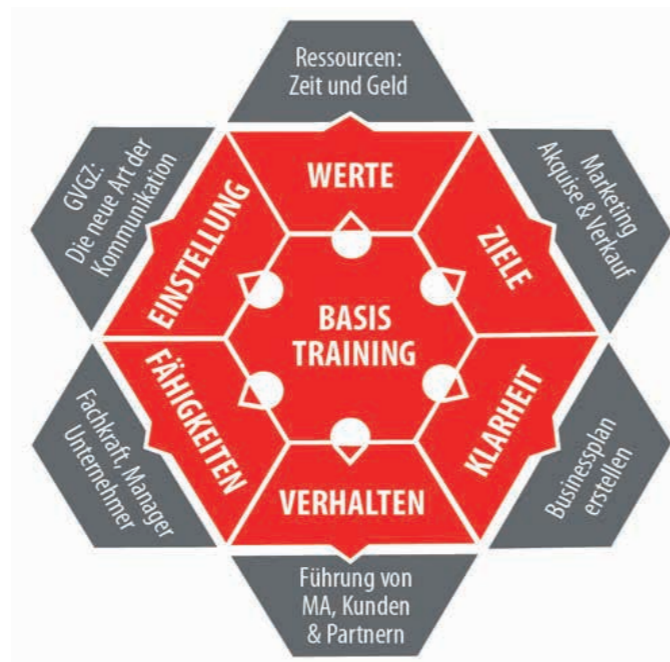 Ressourcen:
Zeit und Geld
WERTE
GVGZ:
Die neue Art der
Kommunikation
EINSTELLUNG
ZIELE
Marketing
Akquise & Verkauf
BASIS
TRAINING
Fachkraft, Manager
Unternehmer
FÄHIGKEITEN
KLARHEIT
Businessplan
erstellen
VERHALTEN
Führung von
MA, Kunden
& Partnern